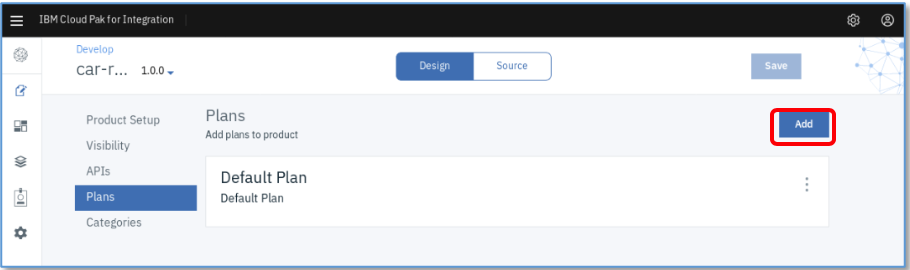 IBM Cloud Pak for Integration
Develop
car-r... 1.0.0
Design Source
Save
Product Setup
Visibility
APIs
Plans
Categories
Plans
Add plans to product
Add
Default Plan
Default Plan